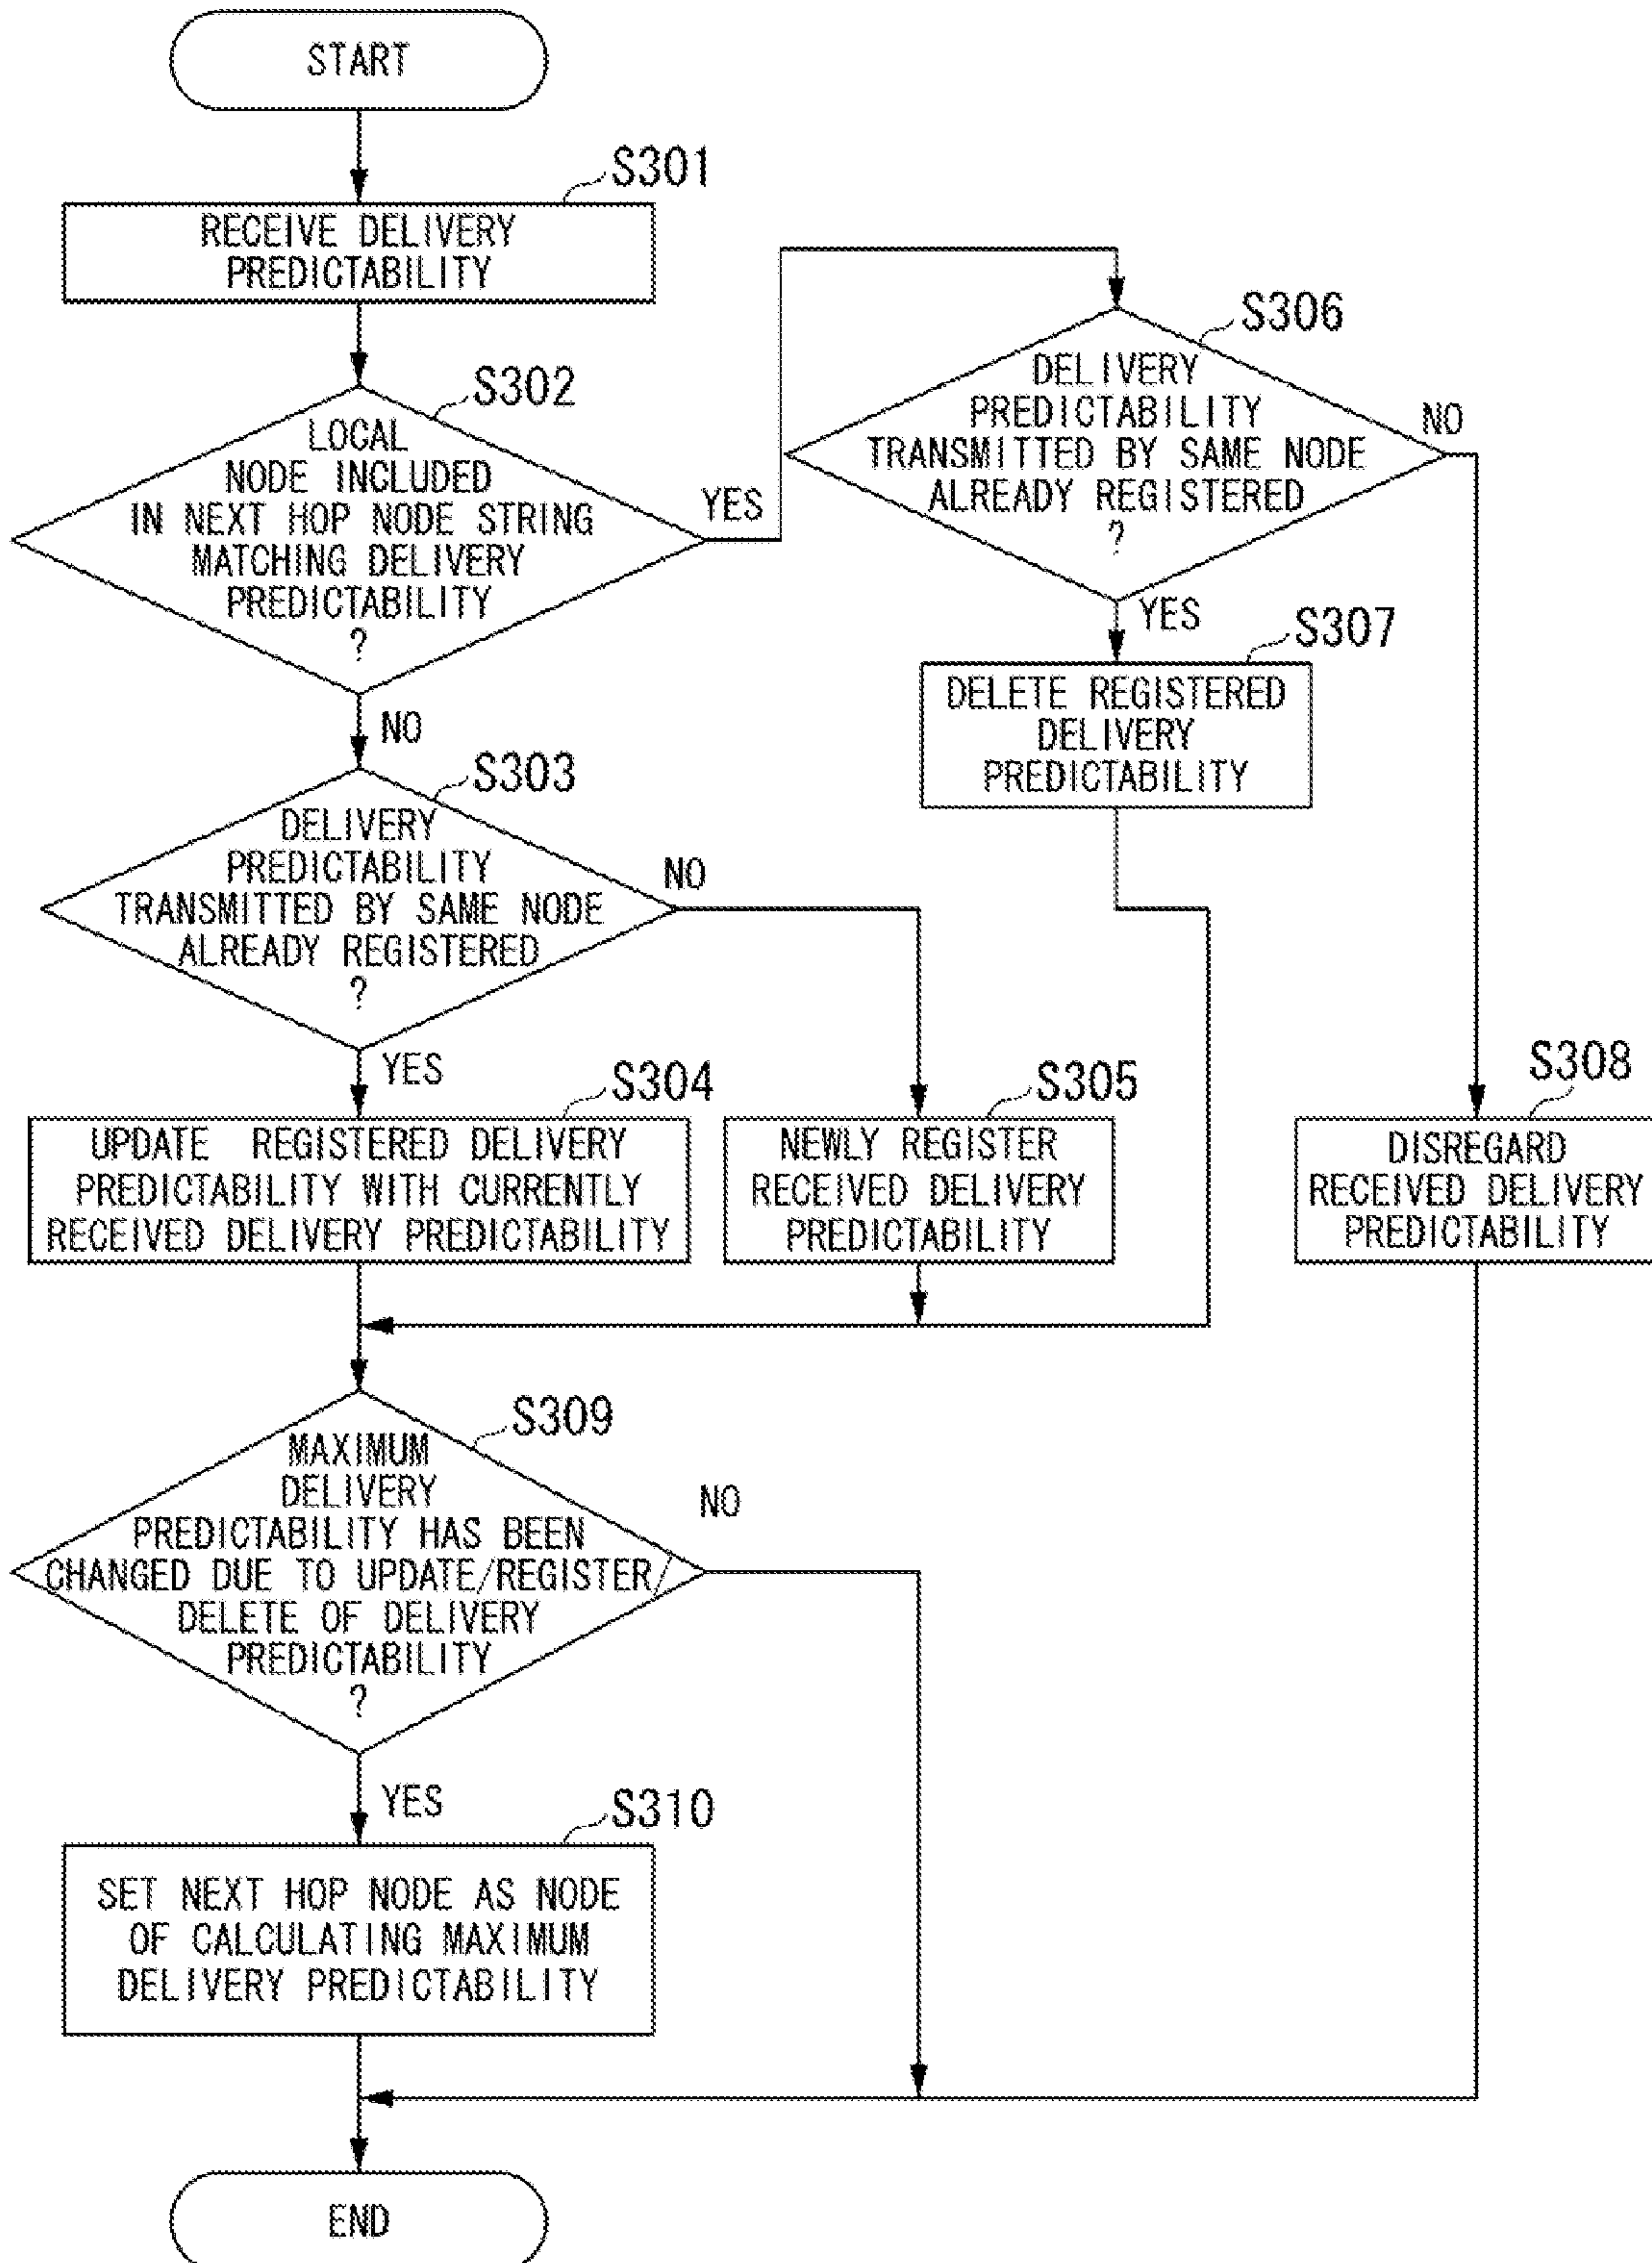 START
S301
RECEIVE DELIVERY
PREDICTABILITY
S302
LOCAL
NODE INCLUDED
IN NEXT HOP NODE STRING
MATCHING DELIVERY
PREDICTABILITY
?
YES
NO
S306
DELIVERY
PREDICTABILITY
TRANSMITTED BY SAME NODE
ALREADY REGISTERED
?
NO
YES
S307
DELETE REGISTERED
DELIVERY
PREDICTABILITY
S303
DELIVERY
PREDICTABILITY
TRANSMITTED BY SAME NODE
ALREADY REGISTERED
?
NO
YES
S304
UPDATE REGISTERED DELIVERY
PREDICTABILITY WITH CURRENTLY
RECEIVED DELIVERY PREDICTABILITY
S305
NEWLY REGISTER
RECEIVED DELIVERY
PREDICTABILITY
S308
DISREGARD
RECEIVED DELIVERY
PREDICTABILITY
S309
MAXIMUM
DELIVERY
PREDICTABILITY HAS BEEN
CHANGED DUE TO UPDATE/REGISTER/
DELETE OF DELIVERY
PREDICTABILITY
?
NO
YES
S310
SET NEXT HOP NODE AS NODE
OF CALCULATING MAXIMUM
DELIVERY PREDICTABILITY
END